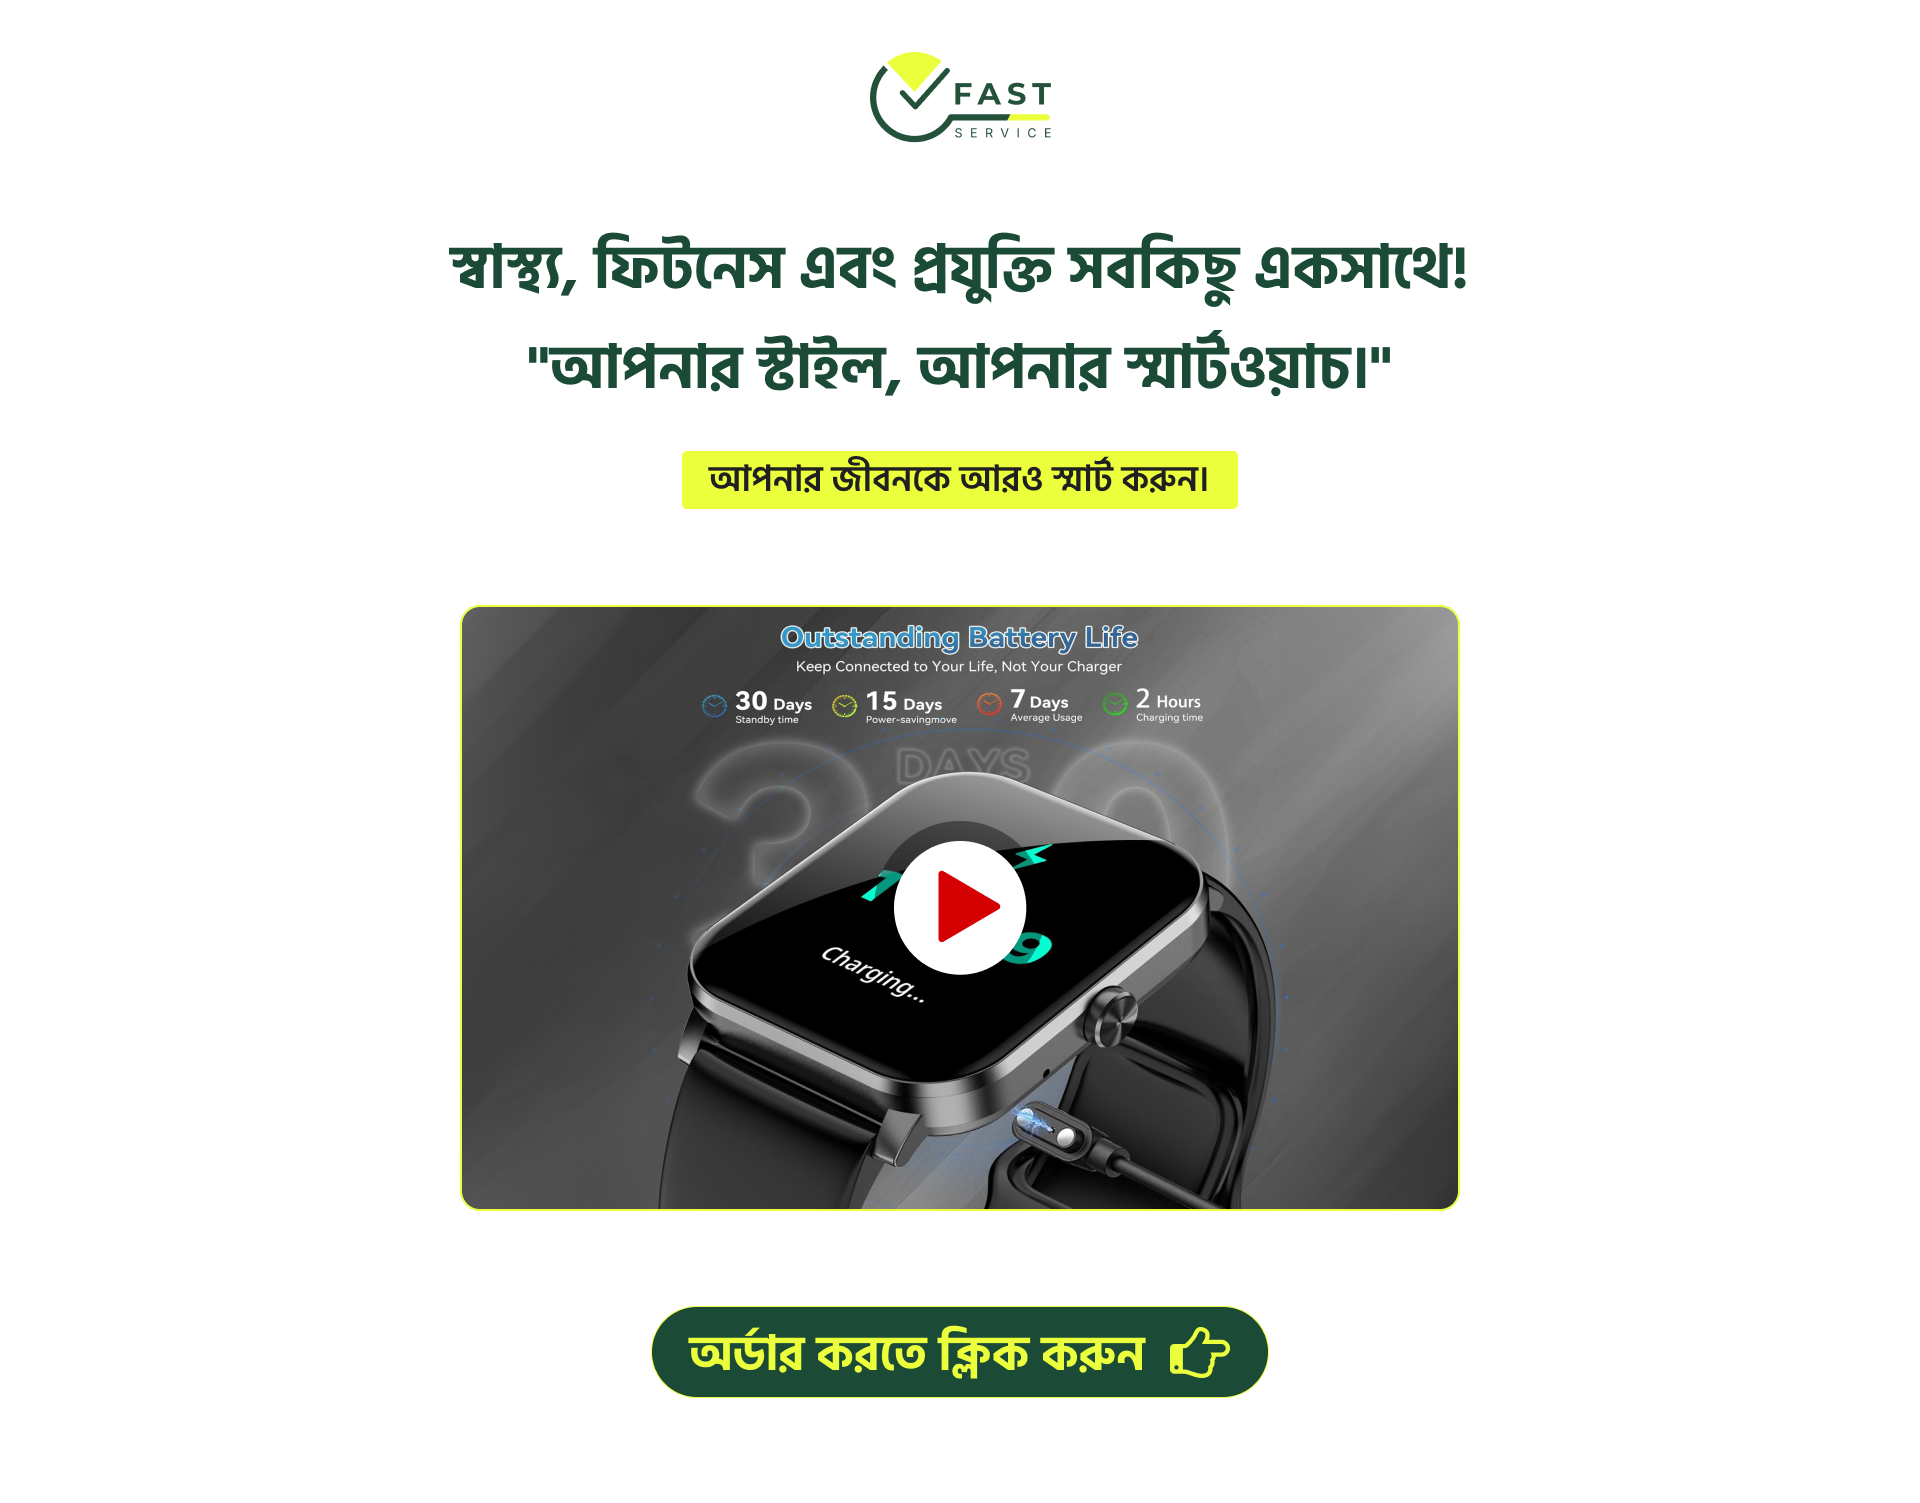 FAST
SERVICE
স্বাস্থ্য, ফিটনেস এবং প্রযুক্তি সবকিছু একসাথে!
"আপনার স্টাইল, আপনার স্মার্টওয়াচ।"
আপনার জীবনকে আরও স্মার্ট করুন।
Outstanding Battery Life
Keep Connected to Your Life, Not Your Charger
30 Days 15 Days 7 Days 2 Hours
Standby time Power-savingmove Average Usage Charging time
DAYS
Charging...
অর্ডার করতে ক্লিক করুন